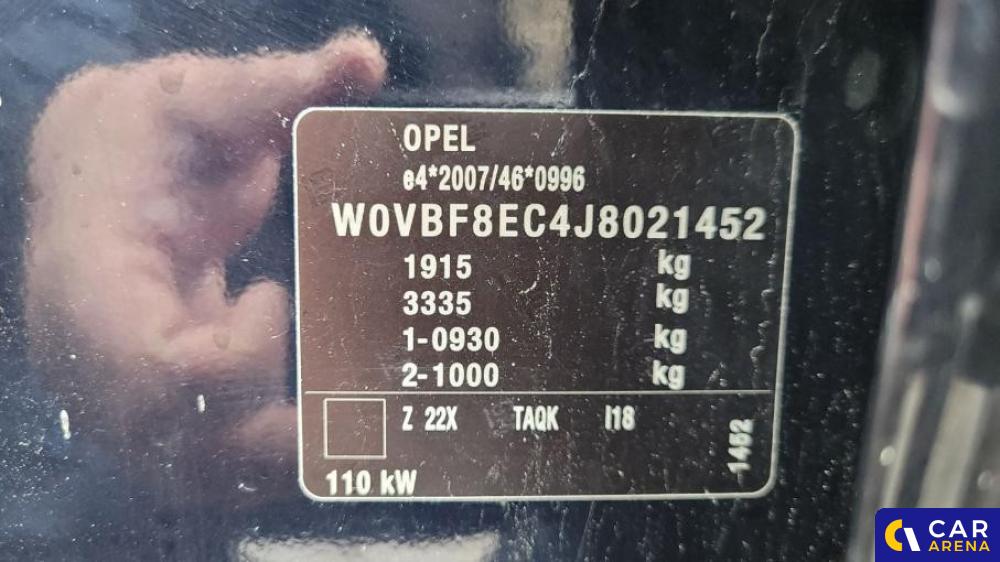 OPEL
e4*2007/46*0996
W0VBF8EC4J8021452
1915 kg
3335 kg
1-0930 kg
2-1000 kg
Z 22X TAQK I18
1452
110 kW
CAR
ARENA